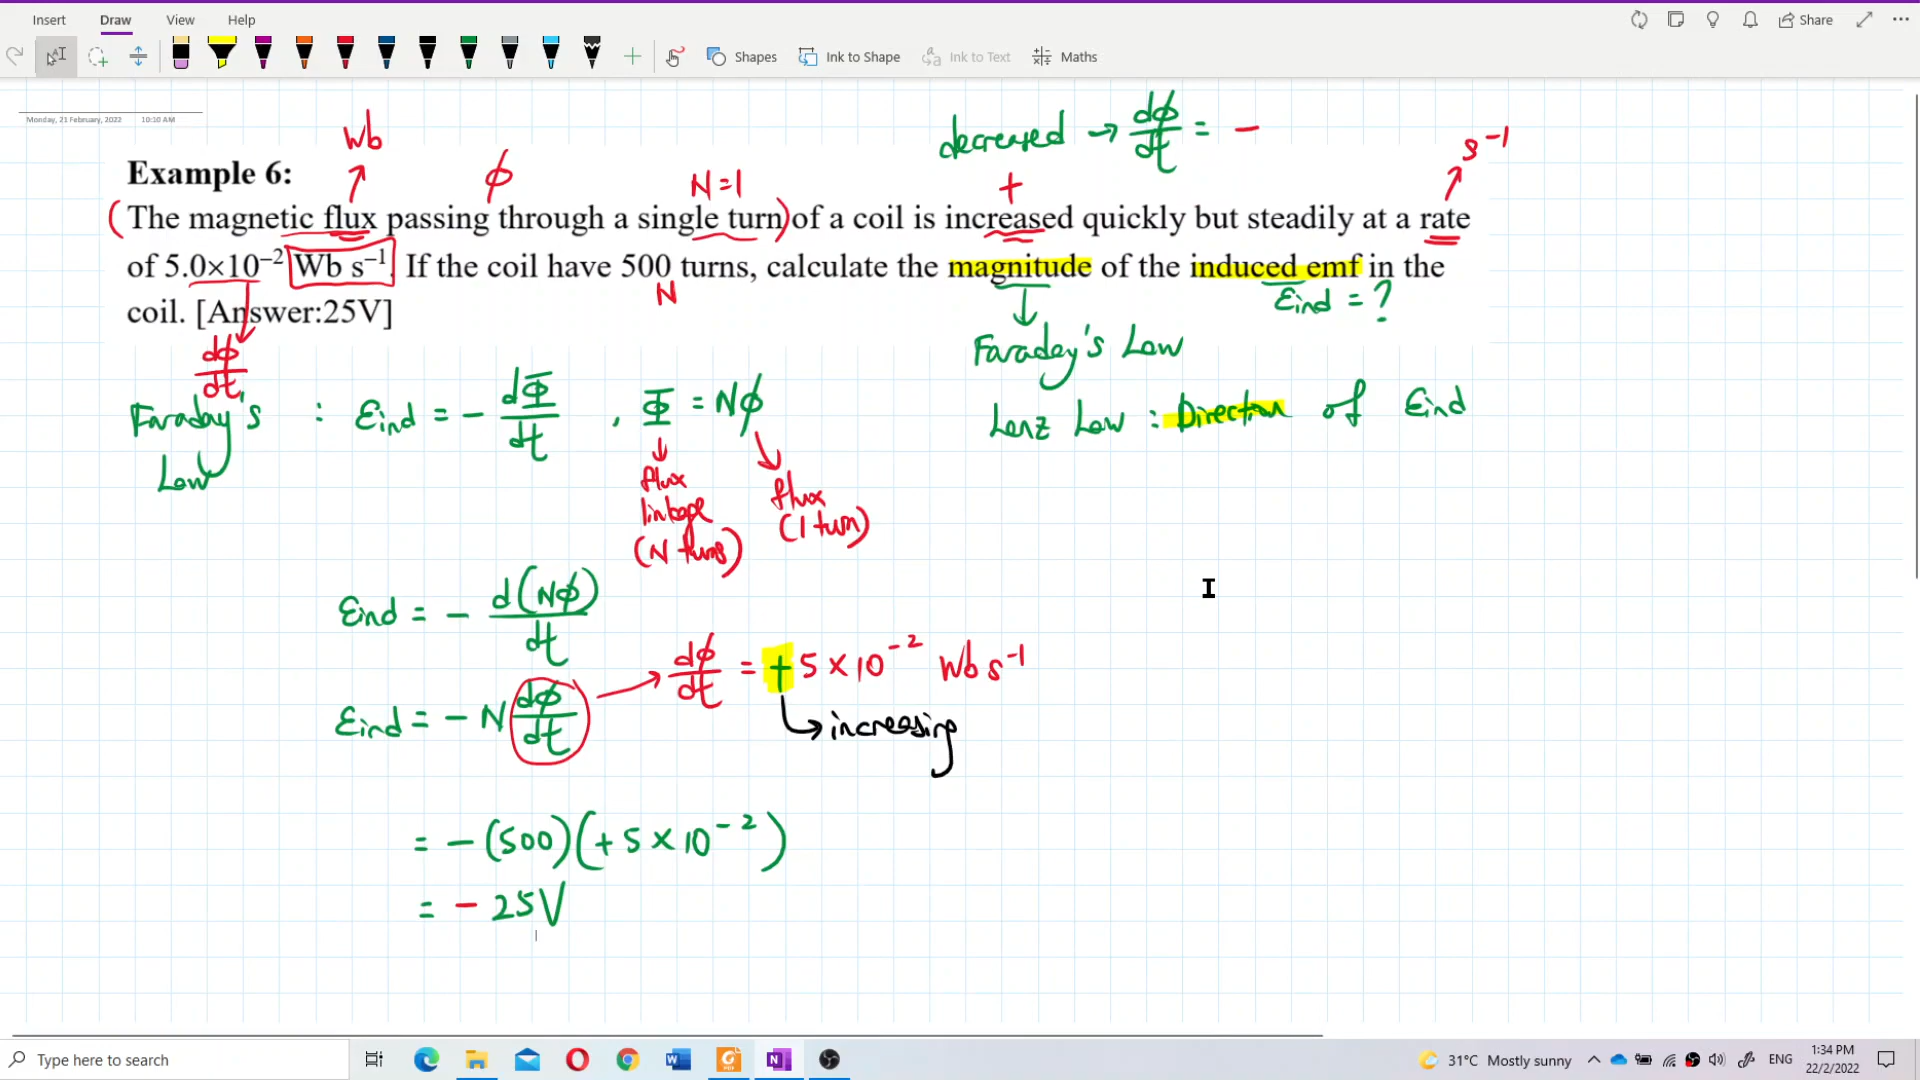 Insert Draw View Help
Share
Shapes Ink to Shape Ink to Text Maths
Monday, 21 February, 2022 10:10 AM
Wb
ϕ
N = 1
decreased → dϕ/dt = -
+
s⁻¹
Example 6:
(The magnetic flux passing through a single turn) of a coil is increased quickly but steadily at a rate
of 5.0×10⁻² Wb s⁻¹. If the coil have 500 turns, calculate the magnitude of the induced emf in the
N
Eind = ?
coil. [Answer:25V]
dϕ/dt
Faraday's Law
Faraday's Law : Eind = - dΦ/dt , Φ = Nϕ
Lenz Law : Direction of Eind
flux linkage (N turns)
flux (1 turn)
Eind = - d(Nϕ)/dt
dϕ/dt = + 5 × 10⁻² Wb s⁻¹
Eind = - N dϕ/dt
increasing
= - (500)(+5 × 10⁻²)
= - 25V
Type here to search
31°C Mostly sunny
ENG
1:34 PM
22/2/2022